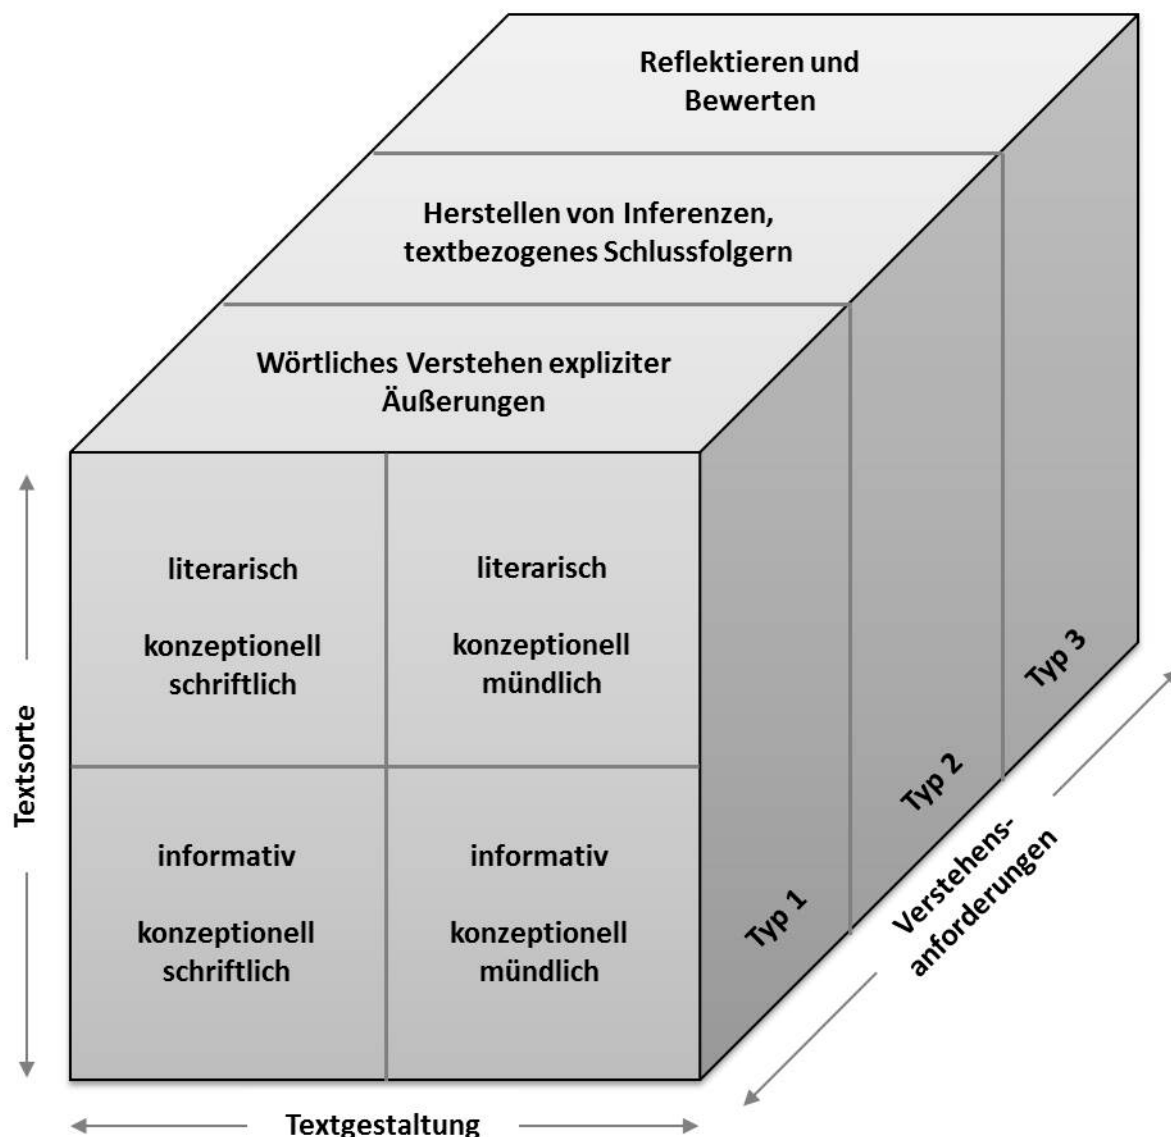 Reflektieren und
Bewerten
Herstellen von Inferenzen,
textbezogenes Schlussfolgern
Wörtliches Verstehen expliziter
Äußerungen
literarisch
konzeptionell
schriftlich
literarisch
konzeptionell
mündlich
informativ
konzeptionell
schriftlich
informativ
konzeptionell
mündlich
Typ 1
Typ 2
Typ 3
Textsorte
Verstehens-
anforderungen
Textgestaltung